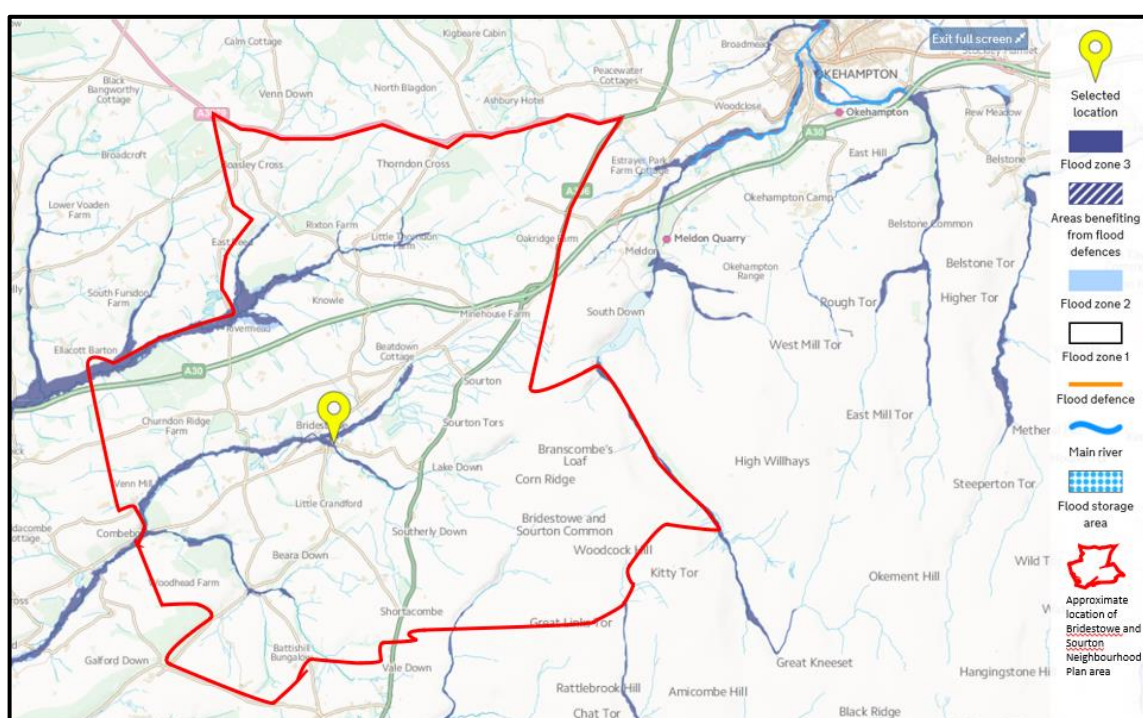 Kigbeare Cabin
Calm Cottage
Broadmead
Exit full screen
OKEHAMPTON
Black
Bangworthy
Cottage
Venn Down
North Blagdon
Peacewater
Cottages
Ashbury Hotel
Woodclose
Okehampton
Rew Meadow
A30
Broadcroft
Boasley Cross
Thorndon Cross
Estrayer Park
Farm Cottage
East Hill
Belstone
Lower Voaden
Farm
Okehampton Camp
Rixton Farm
Little Thorndon
Farm
Oakridge Farm
Meldon
Meldon Quarry
Belstone Common
South Fursdon
Farm
Knowle
Okehampton
Range
Belstone Tor
Rivermead
Minehouse Farm
South Down
Rough Tor
Higher Tor
Ellacott Barton
Beatdown
Cottage
West Mill Tor
A30
Sourton
Churndon Ridge
Farm
Bridestowe
Sourton Tors
East Mill Tor
Branscombe's
Loaf
High Willhays
Lake Down
Corn Ridge
Venn Mill
Little Crandford
Steeperton Tor
Combebow
Southerly Down
Bridestowe and
Sourton Common
Beara Down
Woodcock Hill
Woodhead Farm
Kitty Tor
Okement Hill
Shortacombe
Great Links Tor
Galford Down
Battishill
Bungalow
Vale Down
Great Kneeset
Rattlebrook Hill
Amicombe Hill
Chat Tor
Black Ridge
Selected
location
Flood zone 3
Areas benefiting
from flood
defences
Flood zone 2
Flood zone 1
Flood defence
Main river
Flood storage
area
Approximate
location of
Bridestowe and
Sourton
Neighbourhood
Plan area